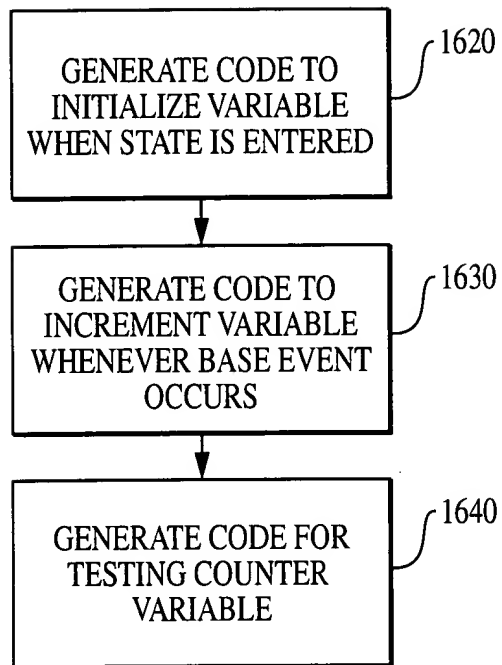 GENERATE CODE TO
INITIALIZE VARIABLE
WHEN STATE IS ENTERED
1620
GENERATE CODE TO
INCREMENT VARIABLE
WHENEVER BASE EVENT
OCCURS
1630
GENERATE CODE FOR
TESTING COUNTER
VARIABLE
1640